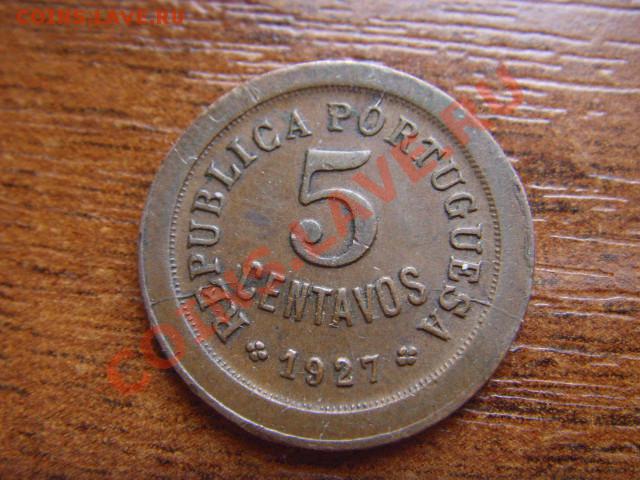 COINS.LAVE.RU
REPUBLICA PORTUGUESA
5
CENTAVOS
1927
COINS.LAVE.RU